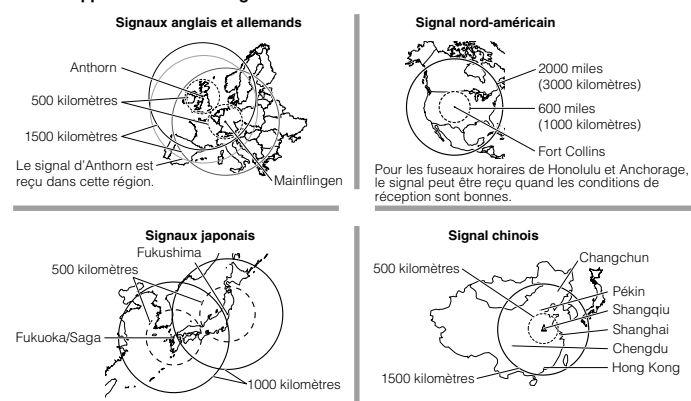 Signaux anglais et allemands
Anthorn
500 kilomètres
1500 kilomètres
Le signal d'Anthorn est
reçu dans cette région.
Mainflingen
Signal nord-américain
2000 miles
(3000 kilomètres)
600 miles
(1000 kilomètres)
Fort Collins
Pour les fuseaux horaires de Honolulu et Anchorage,
le signal peut être reçu quand les conditions de
réception sont bonnes.
Signaux japonais
Fukushima
500 kilomètres
Fukuoka/Saga
1000 kilomètres
Signal chinois
Changchun
500 kilomètres
Pékin
Shangqiu
Shanghai
Chengdu
Hong Kong
1500 kilomètres